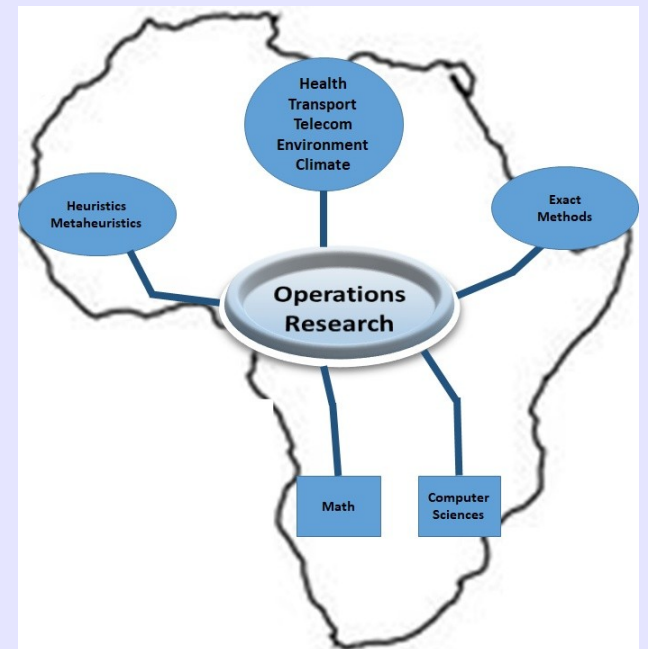 Health
Transport
Telecom
Environment
Climate
Heuristics
Metaheuristics
Exact
Methods
Operations
Research
Math
Computer
Sciences